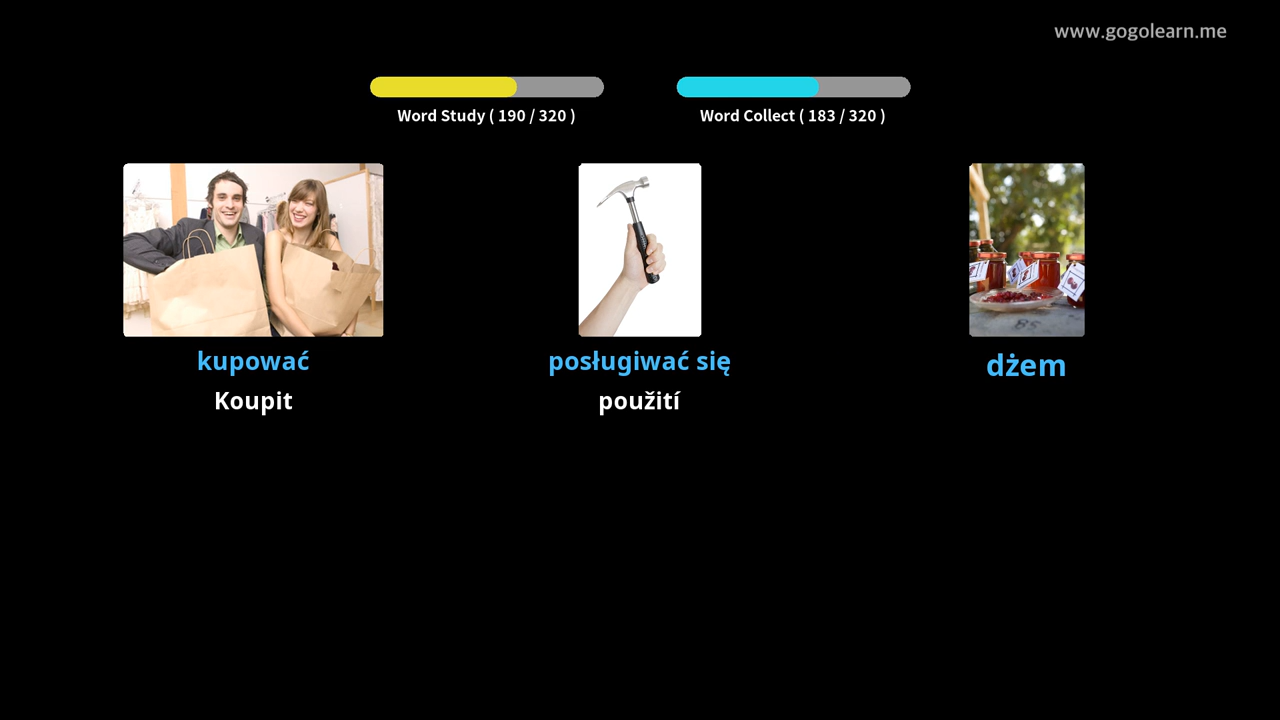 www.gogolearn.me
Word Study ( 190 / 320 )
Word Collect ( 183 / 320 )
kupować
Koupit
posługiwać się
použití
dżem